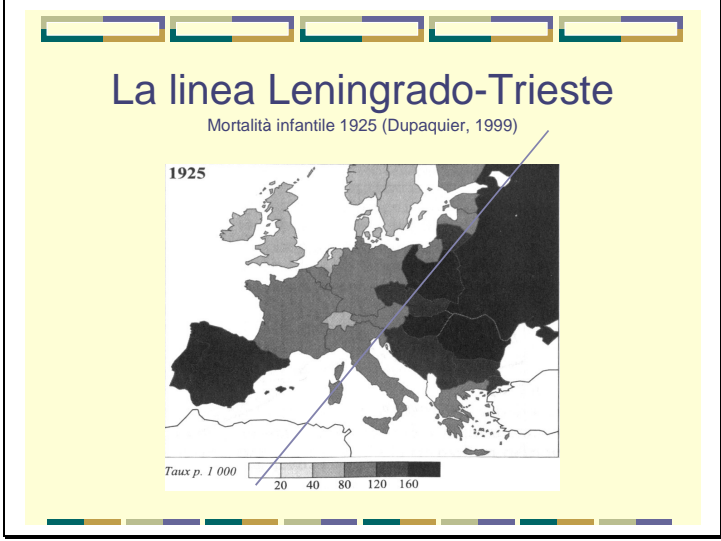 La linea Leningrado-Trieste
Mortalità infantile 1925 (Dupaquier, 1999)
1925
Taux p. 1 000
20 40 80 120 160